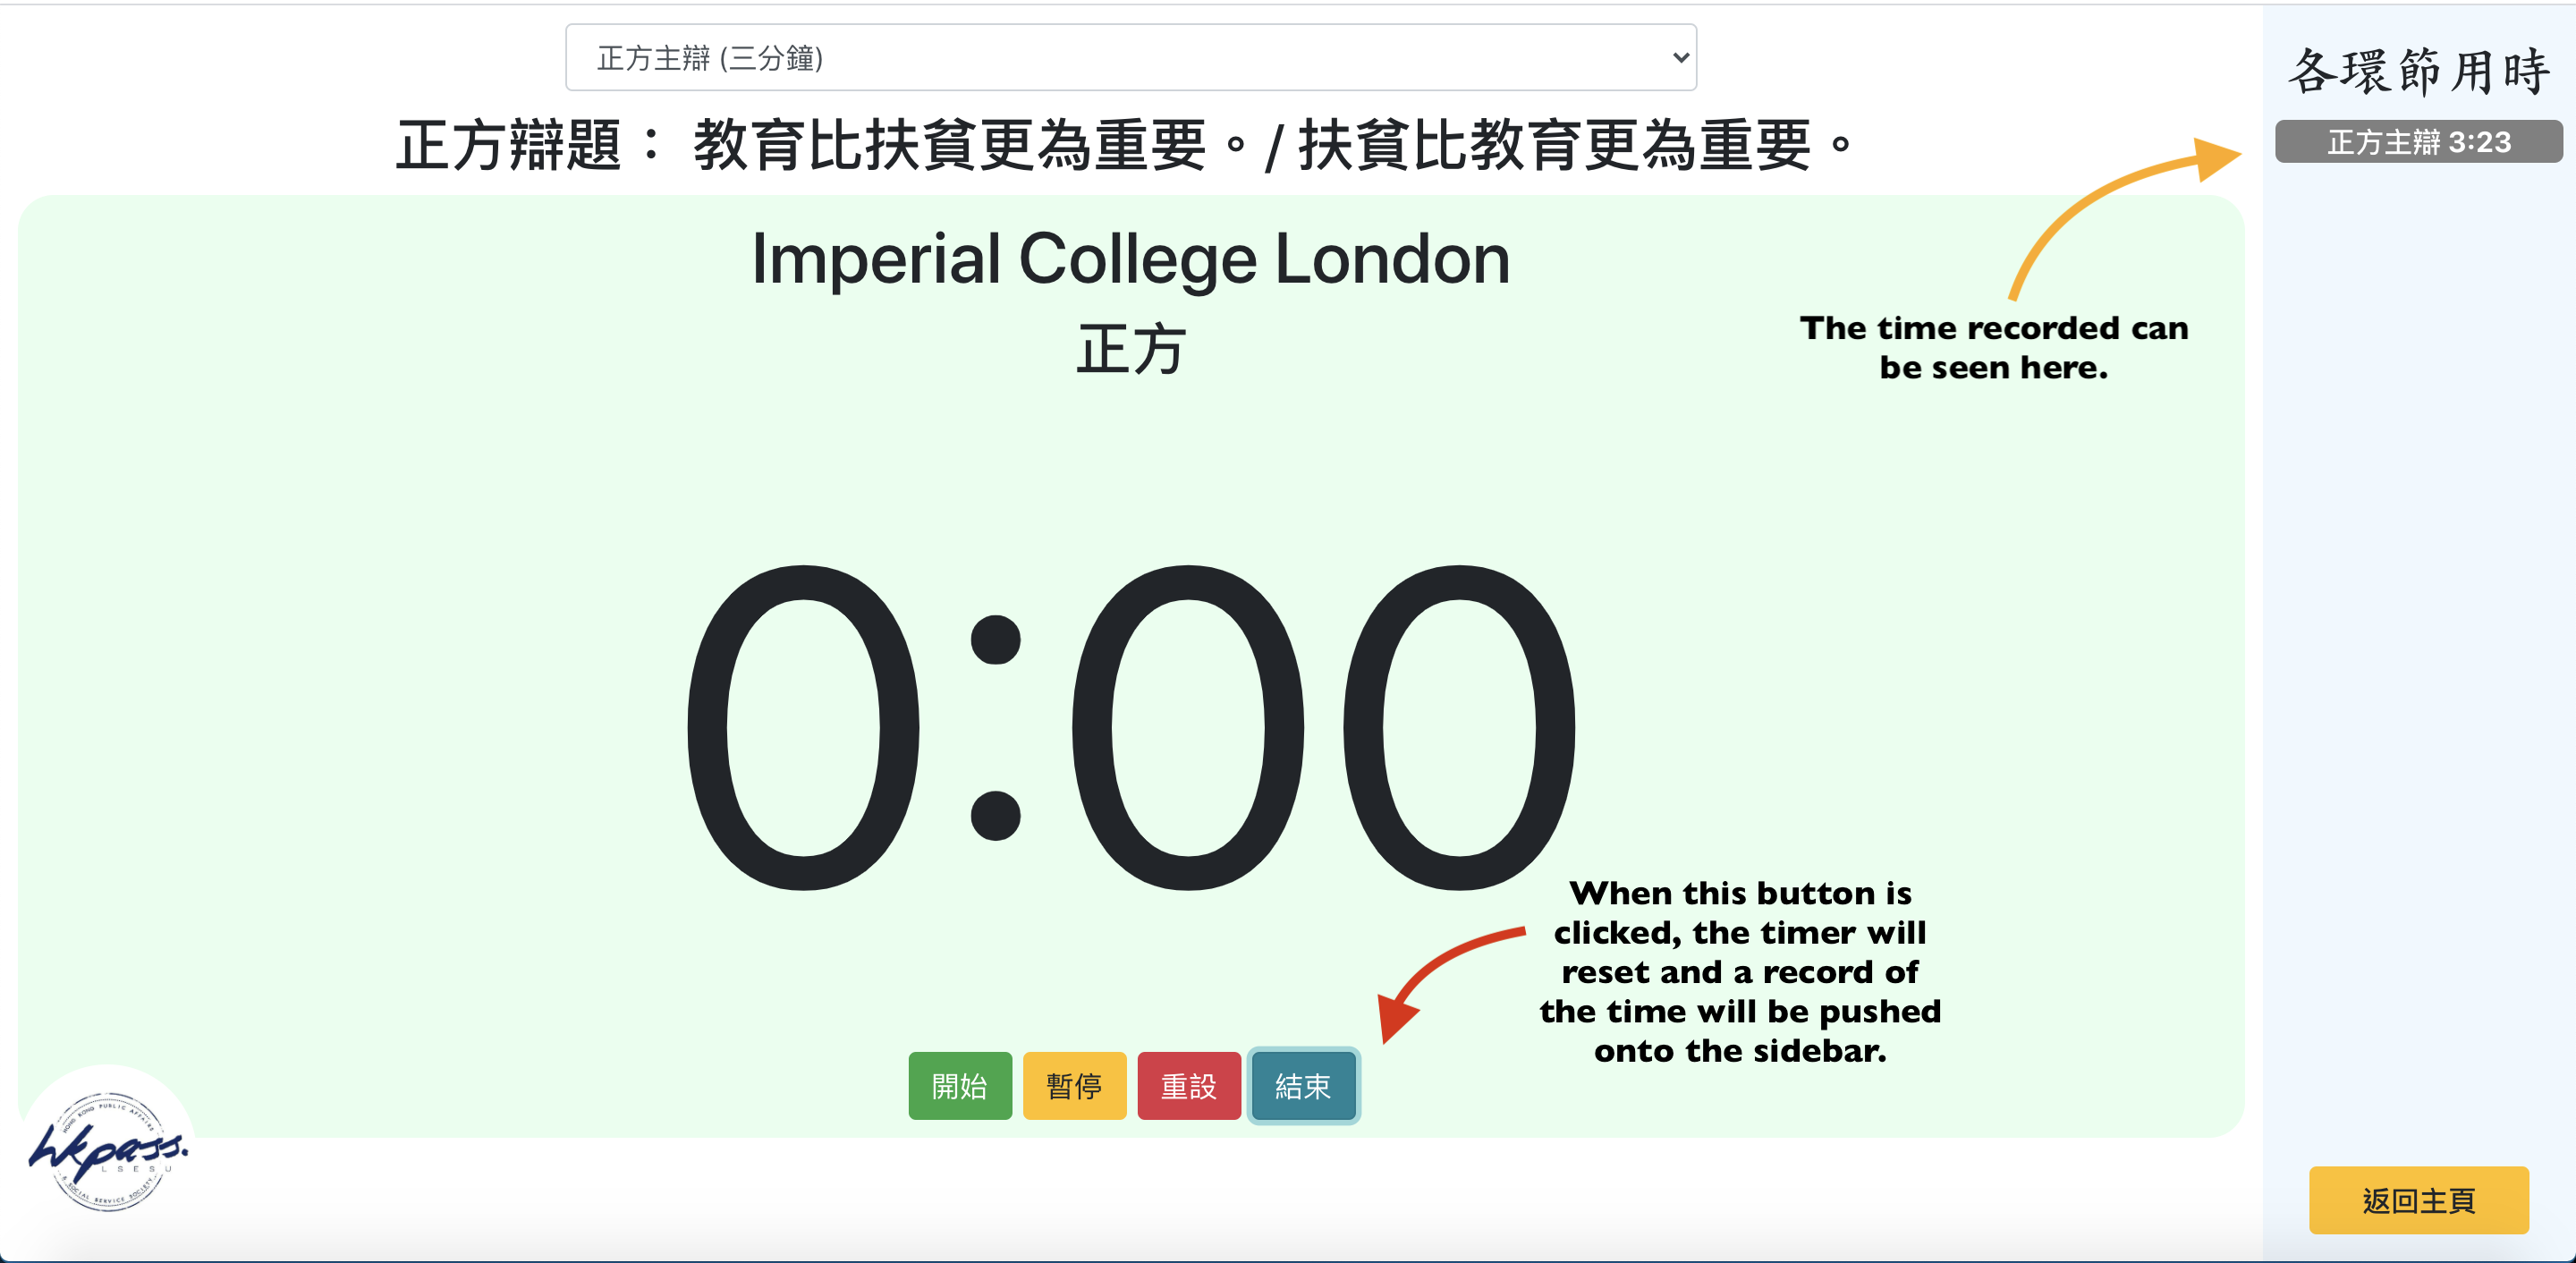 正方主辯 (三分鐘)
各環節用時
正方主辯 3:23
正方辯題： 教育比扶貧更為重要。/ 扶貧比教育更為重要。
Imperial College London
正方
The time recorded can
be seen here.
0:00
When this button is
clicked, the timer will
reset and a record of
the time will be pushed
onto the sidebar.
開始 暫停 重設 結束
HONG KONG PUBLIC AFFAIRS
hkpass.
LSESU
& SOCIAL SERVICE SOCIETY
返回主頁